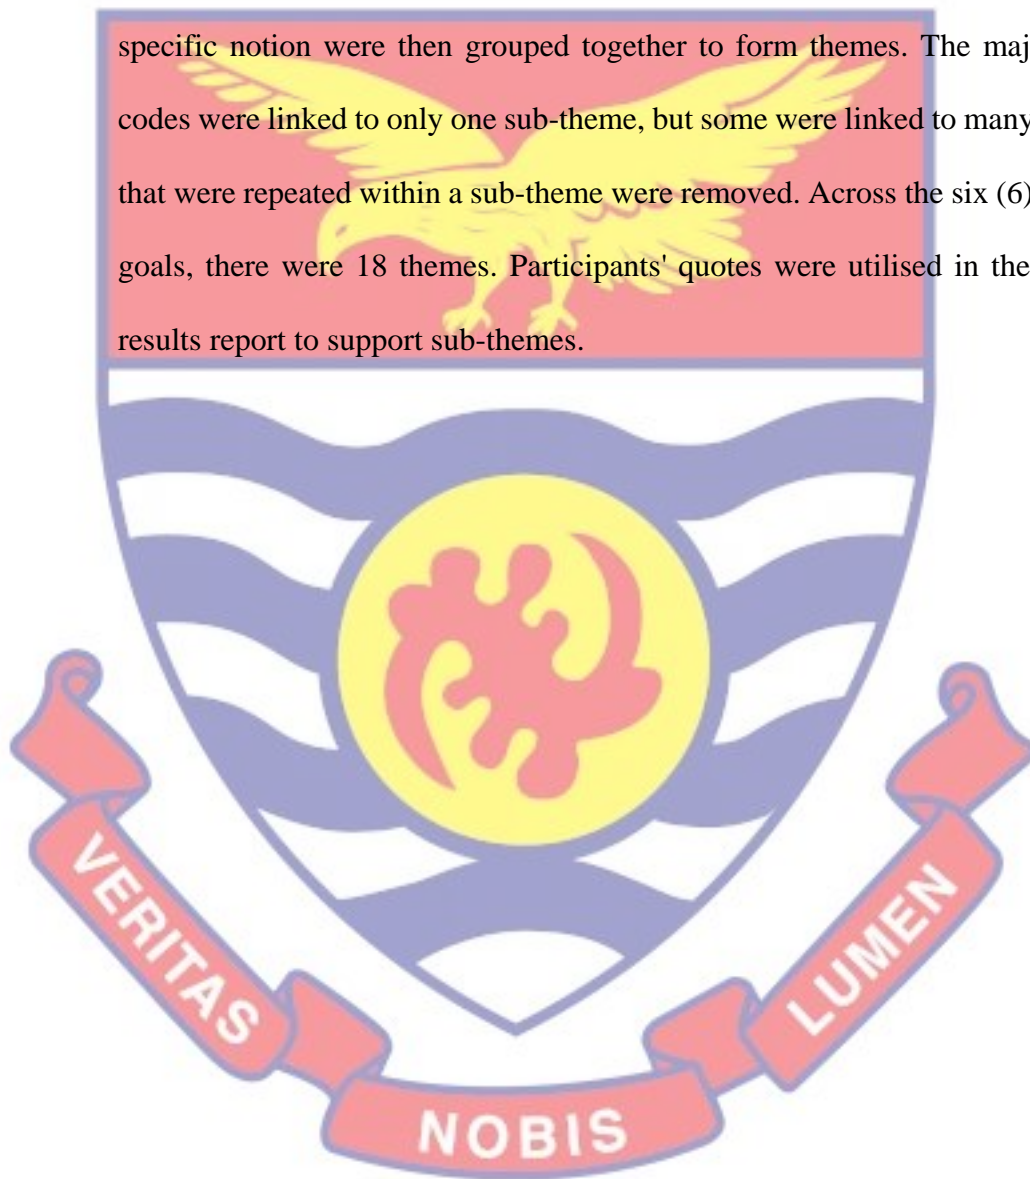 specific notion were then grouped together to form themes. The maj
codes were linked to only one sub-theme, but some were linked to many
that were repeated within a sub-theme were removed. Across the six (6)
goals, there were 18 themes. Participants' quotes were utilised in the
results report to support sub-themes.
VERITAS
NOBIS
LUMEN